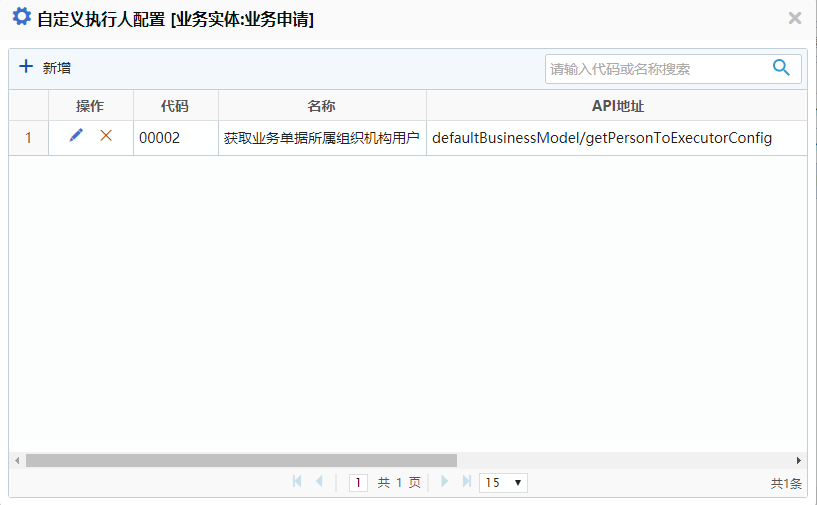 自定义执行人配置 [业务实体:业务申请]
新增
请输入代码或名称搜索
操作 代码 名称 API地址
1 00002 获取业务单据所属组织机构用户 defaultBusinessModel/getPersonToExecutorConfig
1 共 1 页 15 共1条